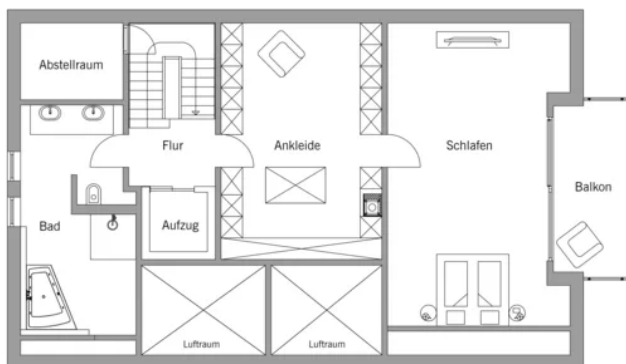 Abstellraum
Flur
Ankleide
Schlafen
Balkon
Bad
Aufzug
Luftraum
Luftraum